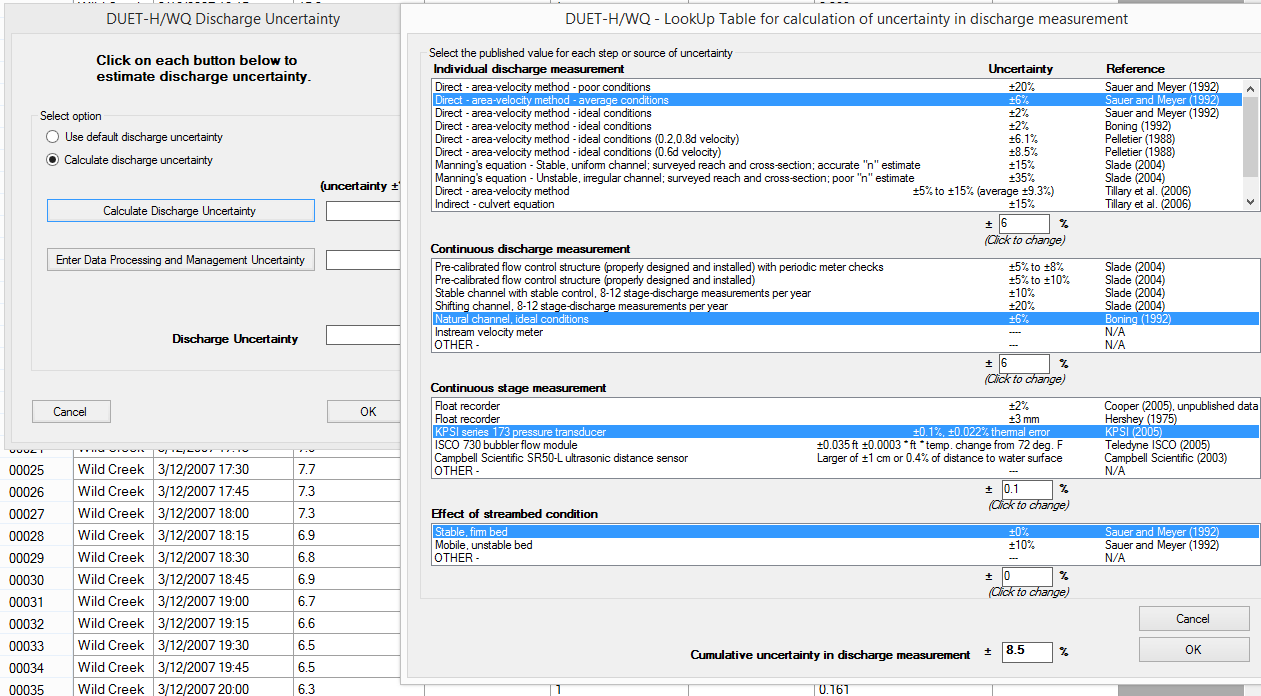 DUET-H/WQ Discharge Uncertainty
Click on each button below to
estimate discharge uncertainty.
Select option
Use default discharge uncertainty
Calculate discharge uncertainty
(uncertainty ±
Calculate Discharge Uncertainty
Enter Data Processing and Management Uncertainty
Discharge Uncertainty
Cancel OK
DUET-H/WQ - LookUp Table for calculation of uncertainty in discharge measurement
Select the published value for each step or source of uncertainty
Individual discharge measurement Uncertainty Reference
Direct - area-velocity method - poor conditions ±20% Sauer and Meyer (1992)
Direct - area-velocity method - average conditions ±6% Sauer and Meyer (1992)
Direct - area-velocity method - ideal conditions ±2% Sauer and Meyer (1992)
Direct - area-velocity method - ideal conditions ±2% Boning (1992)
Direct - area-velocity method - ideal conditions (0.2,0.8d velocity) ±6.1% Pelletier (1988)
Direct - area-velocity method - ideal conditions (0.6d velocity) ±8.5% Pelletier (1988)
Manning's equation - Stable, uniform channel; surveyed reach and cross-section; accurate "n" estimate ±15% Slade (2004)
Manning's equation - Unstable, irregular channel; surveyed reach and cross-section; poor "n" estimate ±35% Slade (2004)
Direct - area-velocity method ±5% to ±15% (average ±9.3%) Tillary et al. (2006)
Indirect - culvert equation ±15% Tillary et al. (2006)
± 6 %
(Click to change)
Continuous discharge measurement
Pre-calibrated flow control structure (properly designed and installed) with periodic meter checks ±5% to ±8% Slade (2004)
Pre-calibrated flow control structure (properly designed and installed) ±5% to ±10% Slade (2004)
Stable channel with stable control, 8-12 stage-discharge measurements per year ±10% Slade (2004)
Shifting channel, 8-12 stage-discharge measurements per year ±20% Slade (2004)
Natural channel, ideal conditions ±6% Boning (1992)
Instream velocity meter ---- N/A
OTHER - --- N/A
± 6 %
(Click to change)
Continuous stage measurement
Float recorder ±2% Cooper (2005), unpublished data
Float recorder ±3 mm Hershey (1975)
KPSI series 173 pressure transducer ±0.1%, ±0.022% thermal error KPSI (2005)
ISCO 730 bubbler flow module ±0.035 ft ±0.0003 * ft * temp. change from 72 deg. F Teledyne ISCO (2005)
Campbell Scientific SR50-L ultrasonic distance sensor Larger of ±1 cm or 0.4% of distance to water surface Campbell Scientific (2003)
OTHER - --- N/A
± 0.1 %
(Click to change)
Effect of streambed condition
Stable, firm bed ±0% Sauer and Meyer (1992)
Mobile, unstable bed ±10% Sauer and Meyer (1992)
OTHER - --- N/A
± 0 %
(Click to change)
Cancel
OK
Cumulative uncertainty in discharge measurement ± 8.5 %
00025 Wild Creek 3/12/2007 17:30 7.7
00026 Wild Creek 3/12/2007 17:45 7.3
00027 Wild Creek 3/12/2007 18:00 7.3
00028 Wild Creek 3/12/2007 18:15 6.9
00029 Wild Creek 3/12/2007 18:30 6.8
00030 Wild Creek 3/12/2007 18:45 6.9
00031 Wild Creek 3/12/2007 19:00 6.7
00032 Wild Creek 3/12/2007 19:15 6.6
00033 Wild Creek 3/12/2007 19:30 6.5
00034 Wild Creek 3/12/2007 19:45 6.5
00035 Wild Creek 3/12/2007 20:00 6.3 1 0.161